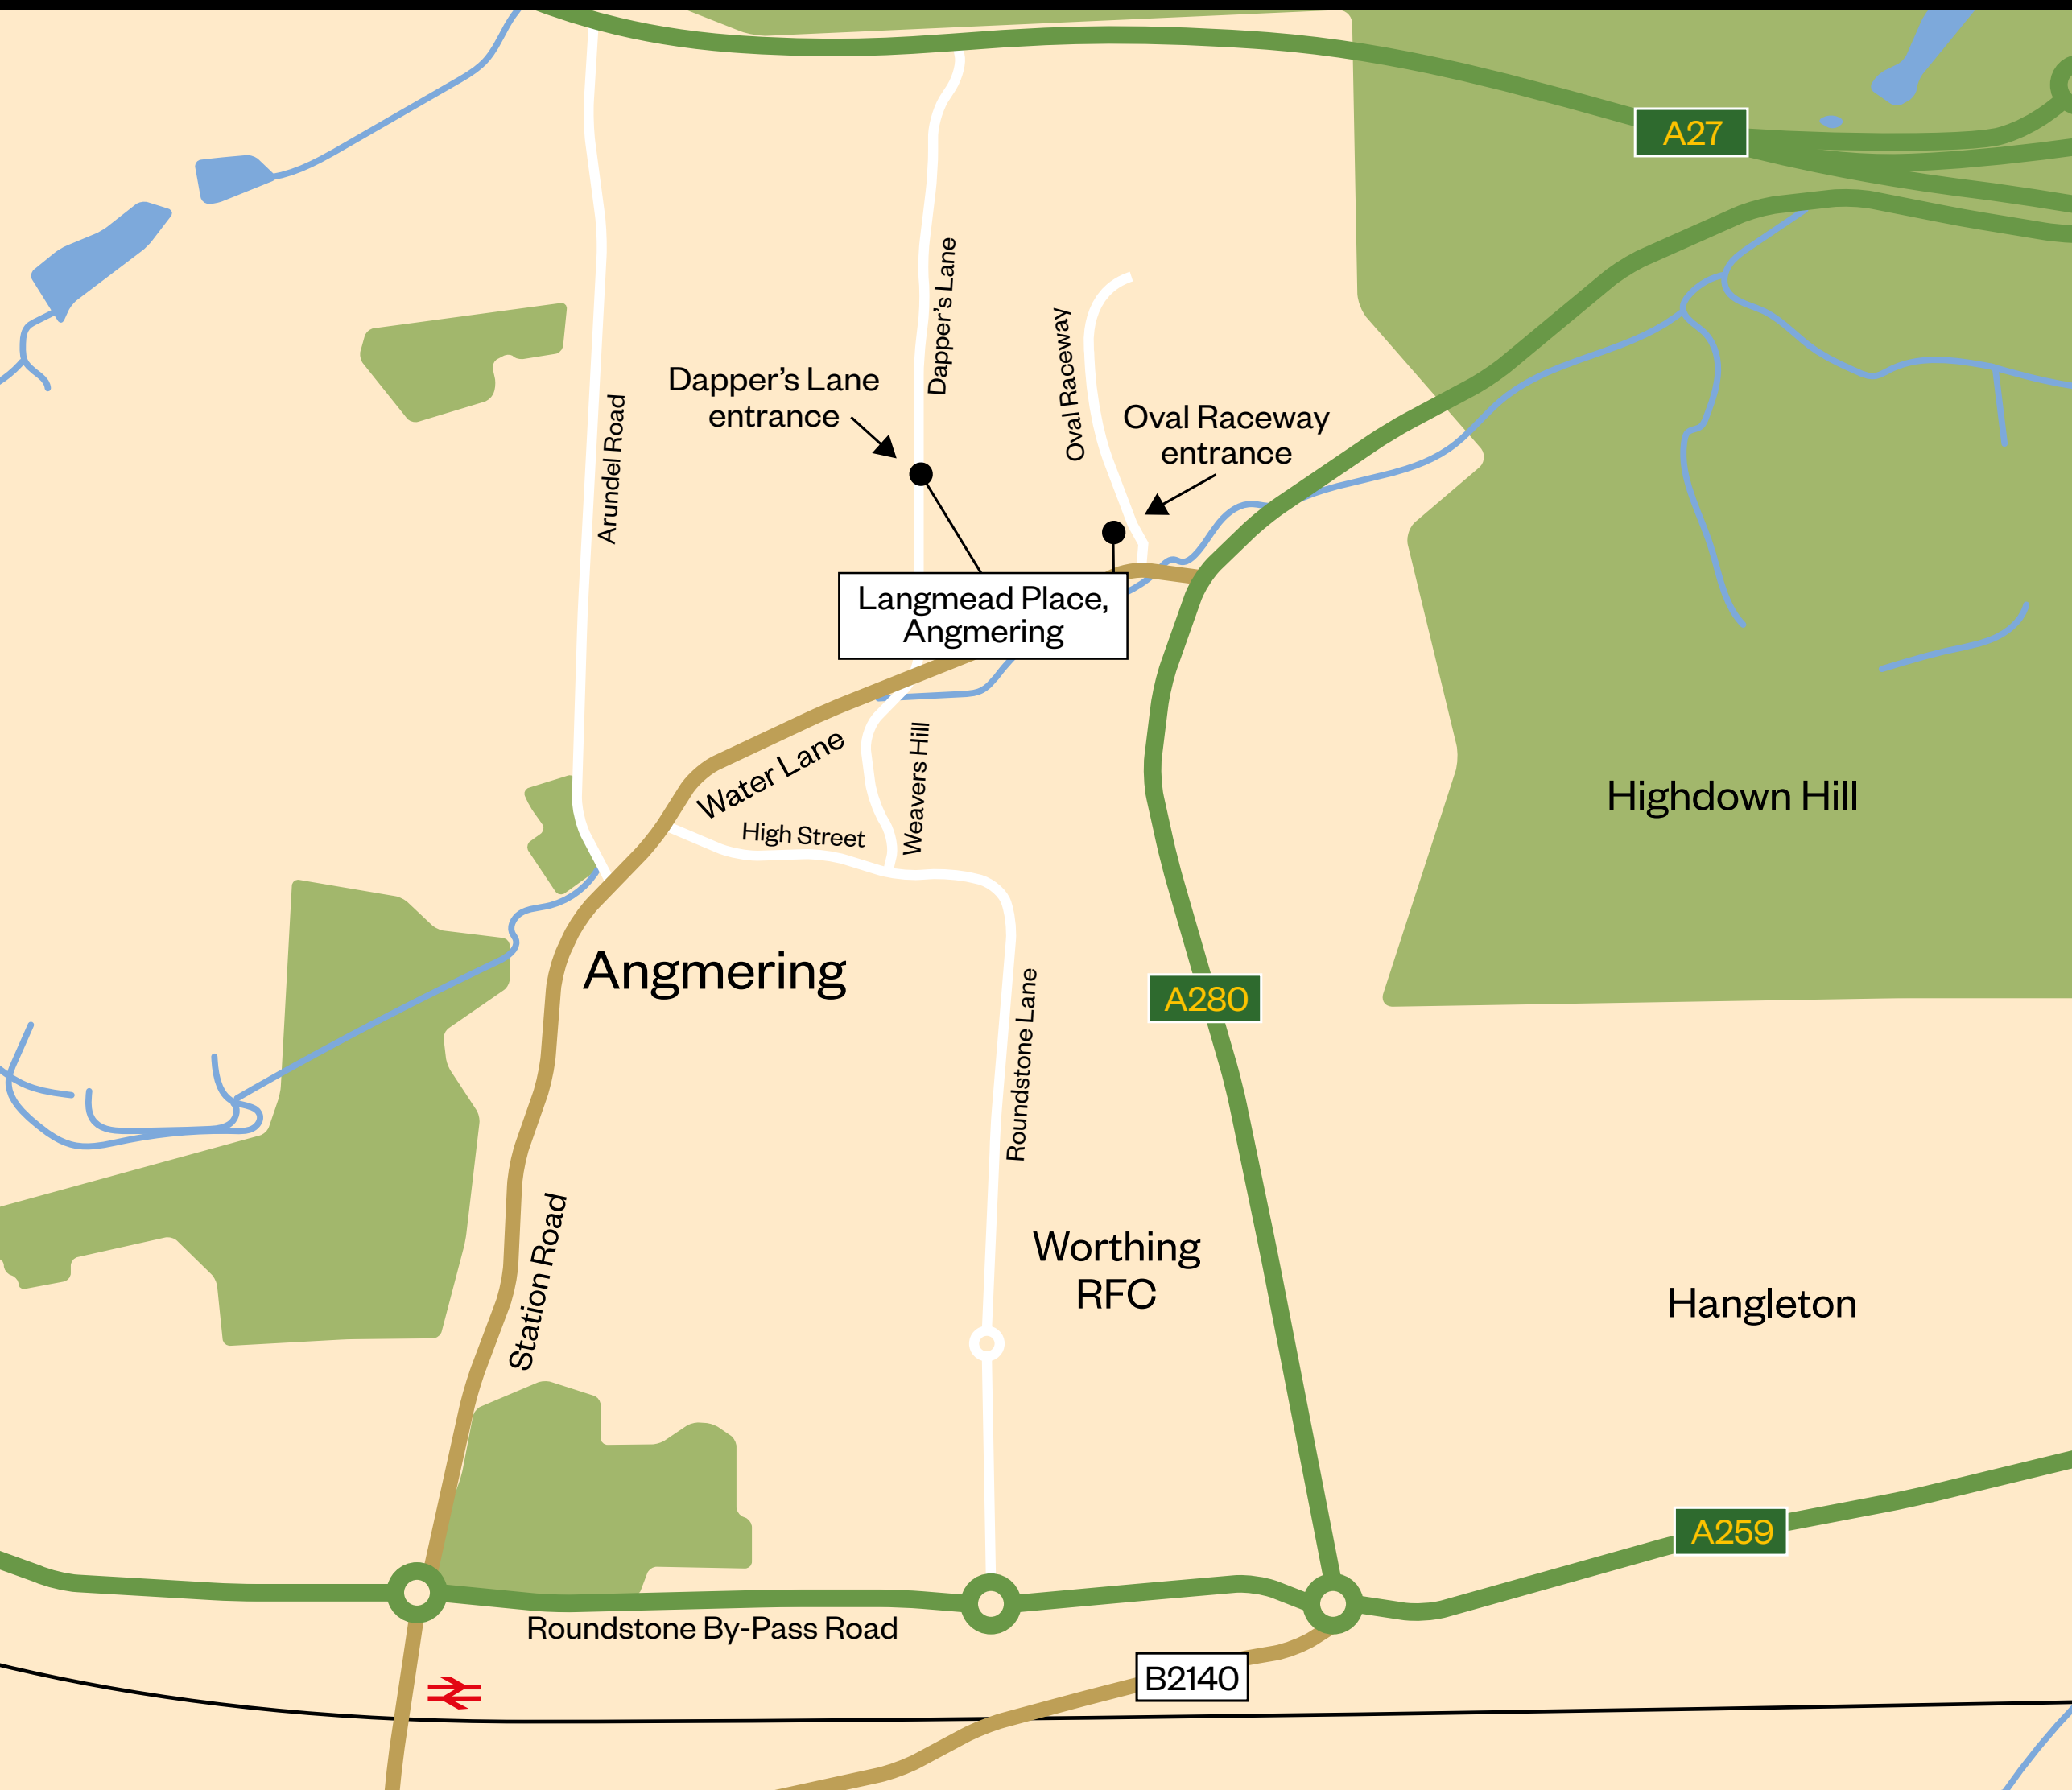 A27
Dapper's Lane
Oval Raceway
Dapper's Lane
entrance
Arundel Road
Oval Raceway
entrance
Langmead Place,
Angmering
Water Lane
Weavers Hill
High Street
Highdown Hill
Angmering
A280
Roundstone Lane
Station Road
Worthing
RFC
Hangleton
A259
Roundstone By-Pass Road
B2140